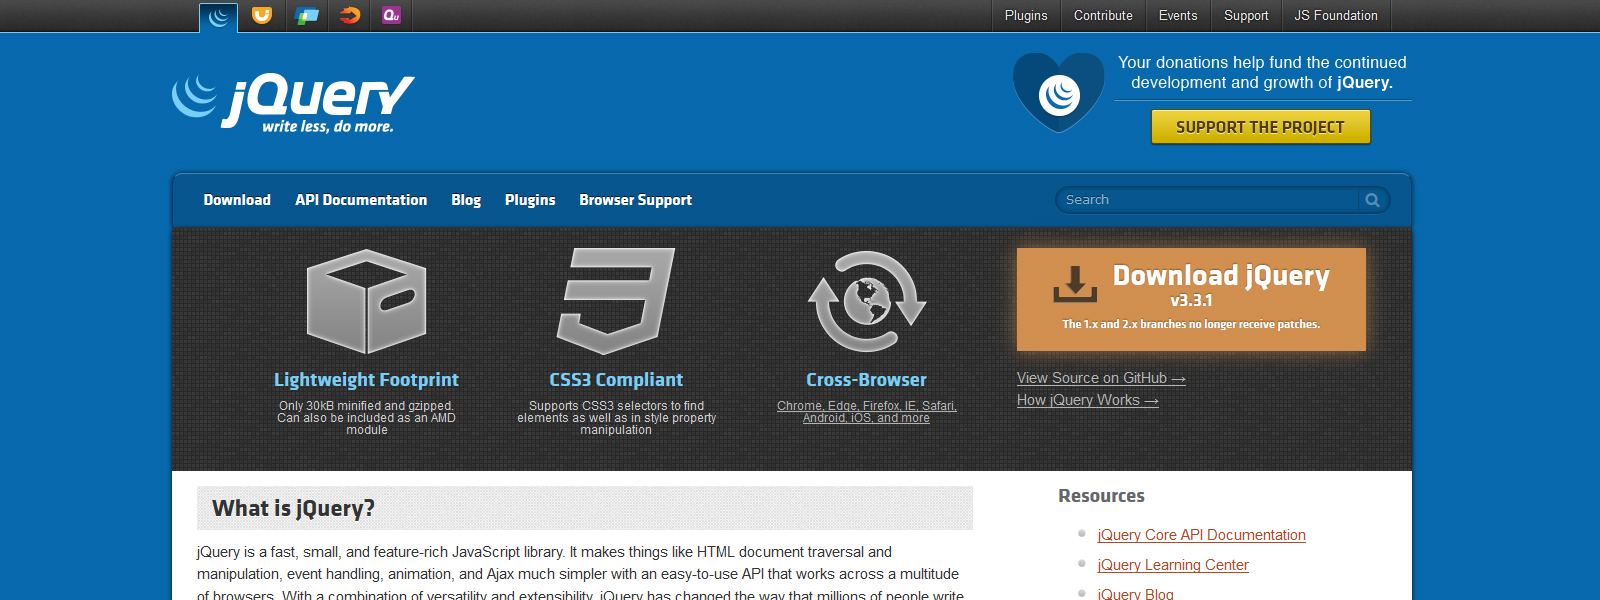 Qu
Plugins
Contribute
Events
Support
JS Foundation
jQuery
write less, do more.
Your donations help fund the continued
development and growth of jQuery.
SUPPORT THE PROJECT
Download
API Documentation
Blog
Plugins
Browser Support
Search
Lightweight Footprint
Only 30kB minified and gzipped.
Can also be included as an AMD
module
CSS3 Compliant
Supports CSS3 selectors to find
elements as well as in style property
manipulation
Cross-Browser
Chrome, Edge, Firefox, IE, Safari,
Android, iOS, and more
Download jQuery
v3.3.1
The 1.x and 2.x branches no longer receive patches.
View Source on GitHub →
How jQuery Works →
What is jQuery?
jQuery is a fast, small, and feature-rich JavaScript library. It makes things like HTML document traversal and
manipulation, event handling, animation, and Ajax much simpler with an easy-to-use API that works across a multitude
of browsers. With a combination of versatility and extensibility, jQuery has changed the way that millions of people write
Resources
jQuery Core API Documentation
jQuery Learning Center
jQuery Blog